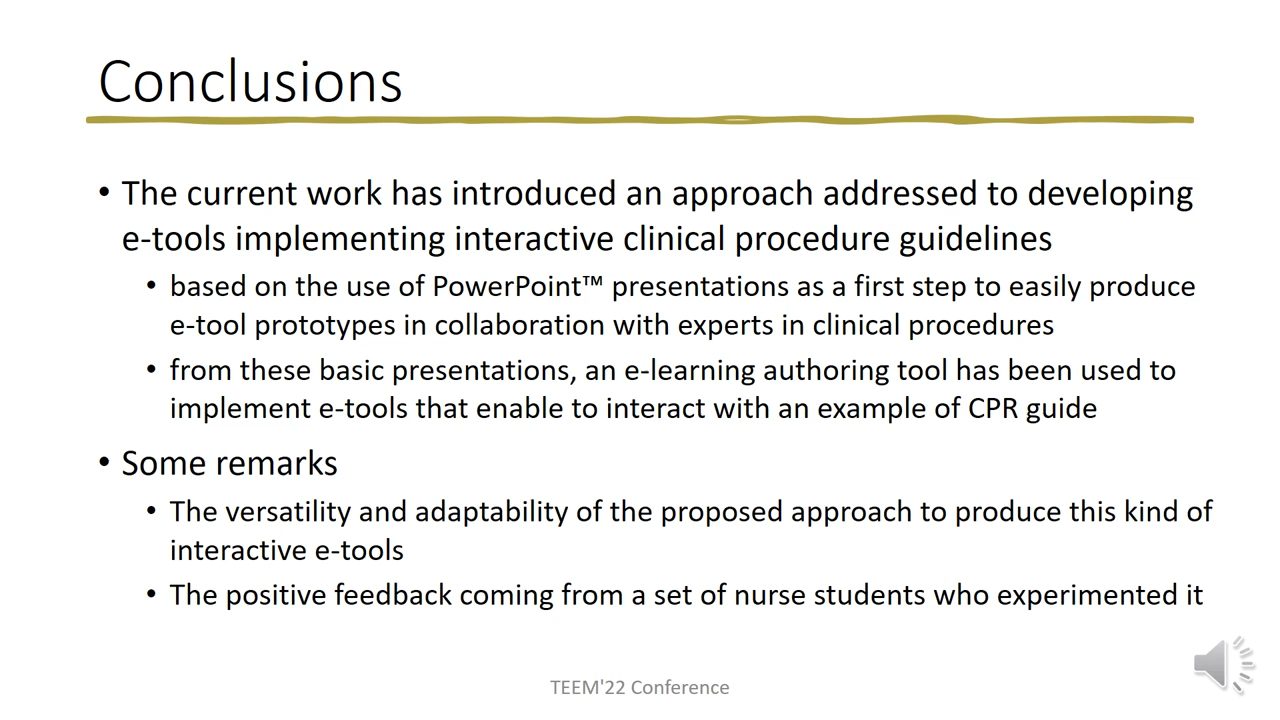 Conclusions
• The current work has introduced an approach addressed to developing
e-tools implementing interactive clinical procedure guidelines
• based on the use of PowerPoint™ presentations as a first step to easily produce
e-tool prototypes in collaboration with experts in clinical procedures
• from these basic presentations, an e-learning authoring tool has been used to
implement e-tools that enable to interact with an example of CPR guide
• Some remarks
• The versatility and adaptability of the proposed approach to produce this kind of
interactive e-tools
• The positive feedback coming from a set of nurse students who experimented it
TEEM'22 Conference